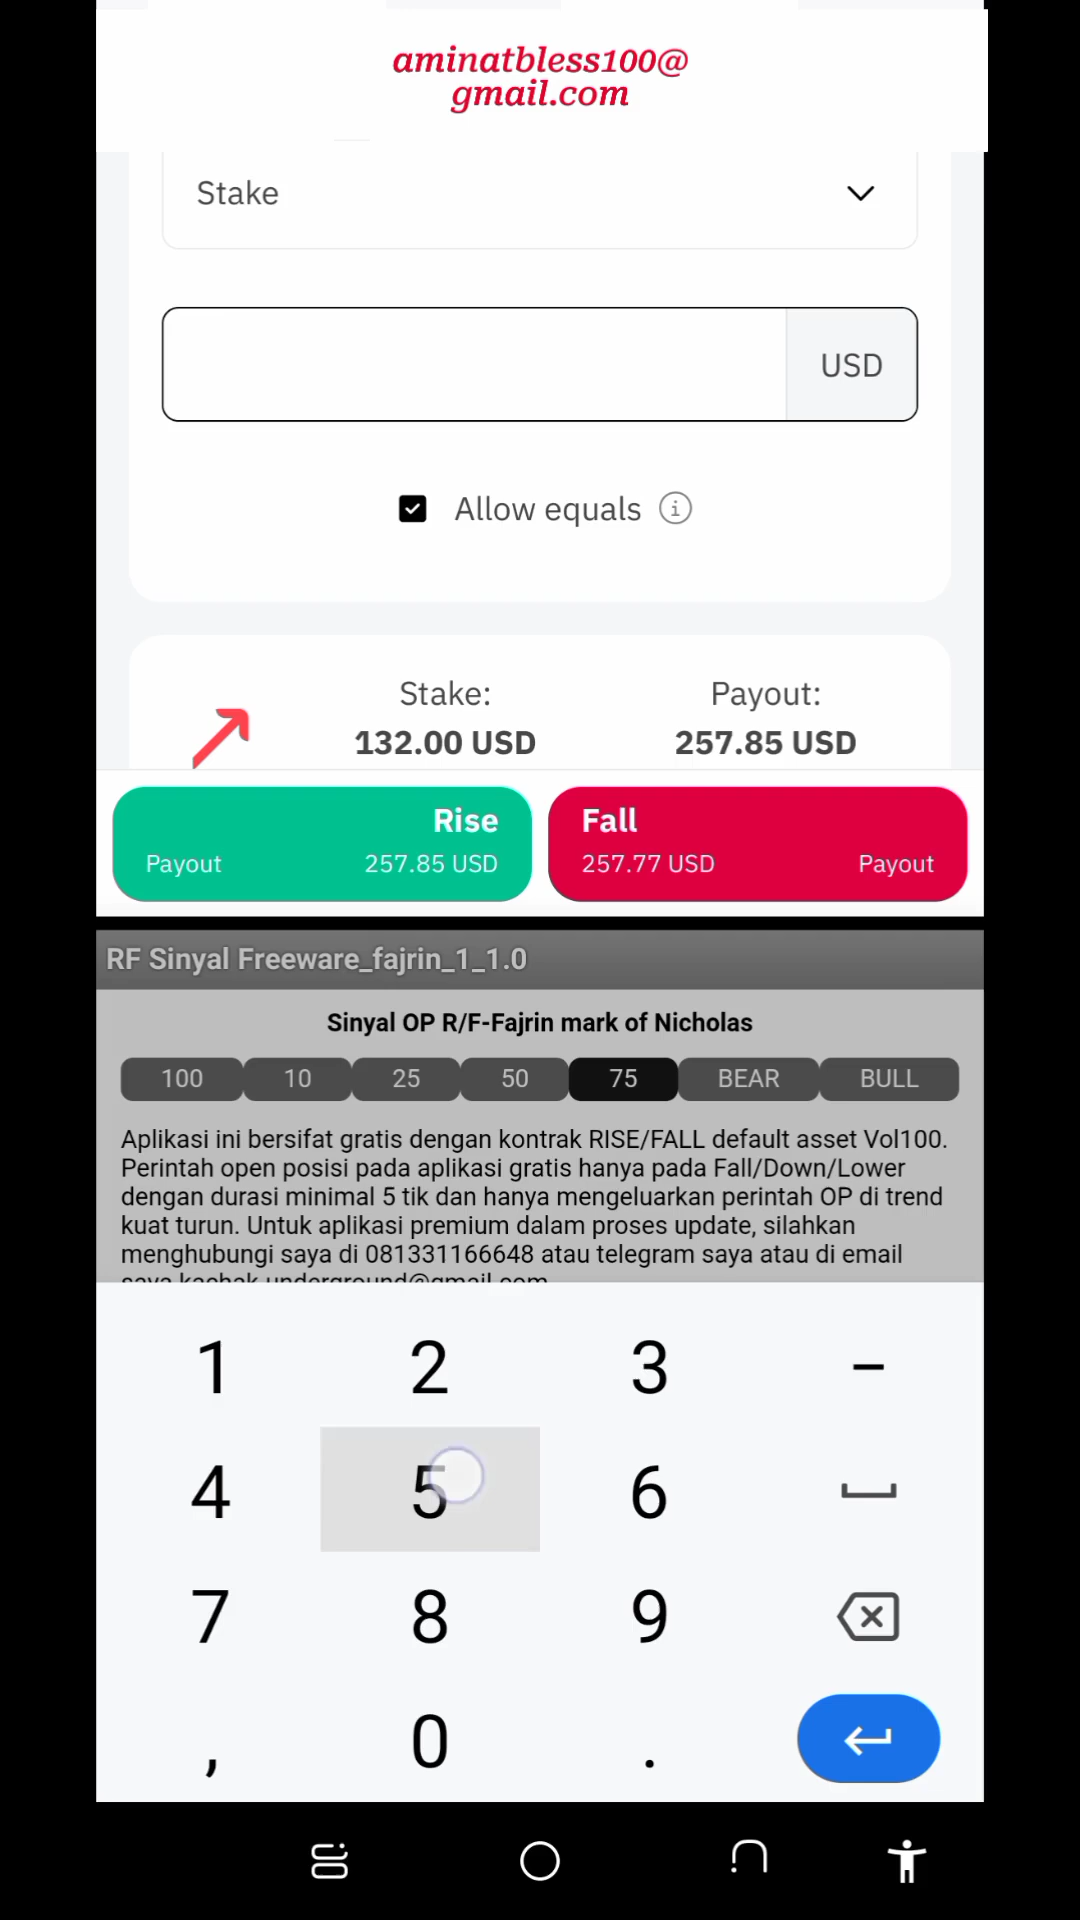 aminatbless100@
gmail.com
Stake
USD
Allow equals
Stake:
Payout:
132.00 USD
257.85 USD
Rise
Payout
257.85 USD
Fall
257.77 USD
Payout
RF Sinyal Freeware_fajrin_1_1.0
Sinyal OP R/F-Fajrin mark of Nicholas
100 10 25 50 75 BEAR BULL
Aplikasi ini bersifat gratis dengan kontrak RISE/FALL default asset Vol100.
Perintah open posisi pada aplikasi gratis hanya pada Fall/Down/Lower
dengan durasi minimal 5 tik dan hanya mengeluarkan perintah OP di trend
kuat turun. Untuk aplikasi premium dalam proses update, silahkan
menghubungi saya di 081331166648 atau telegram saya atau di email
saya kachak.underground@gmail.com
1 2 3 -
4 5 6
7 8 9
, 0 .